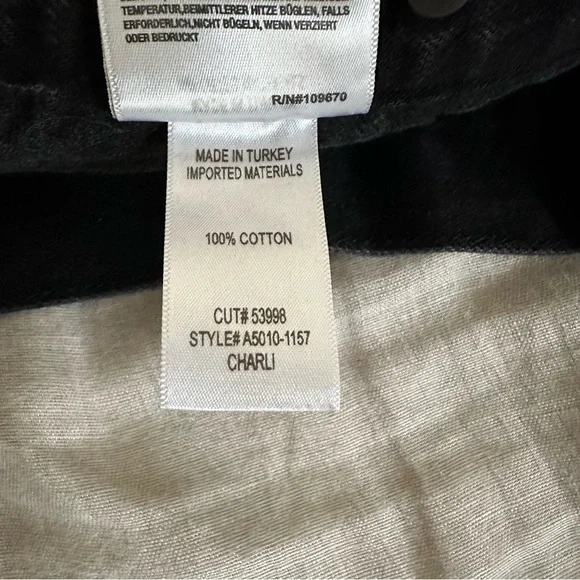 TEMPERATUR,BEIMITTLERER HITZE BÜGLEN, FALLS
ERFORDERLICH,NICHT BÜGELN, WENN VERZIERT
ODER BEDRUCKT
R/N#109670
MADE IN TURKEY
IMPORTED MATERIALS
100% COTTON
CUT# 53998
STYLE# A5010-1157
CHARLI